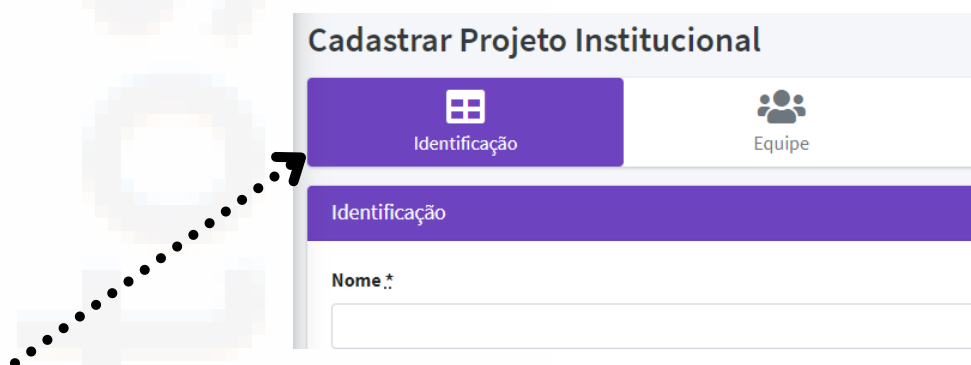 Cadastrar Projeto Institucional
Identificação
Equipe
Identificação
Nome *